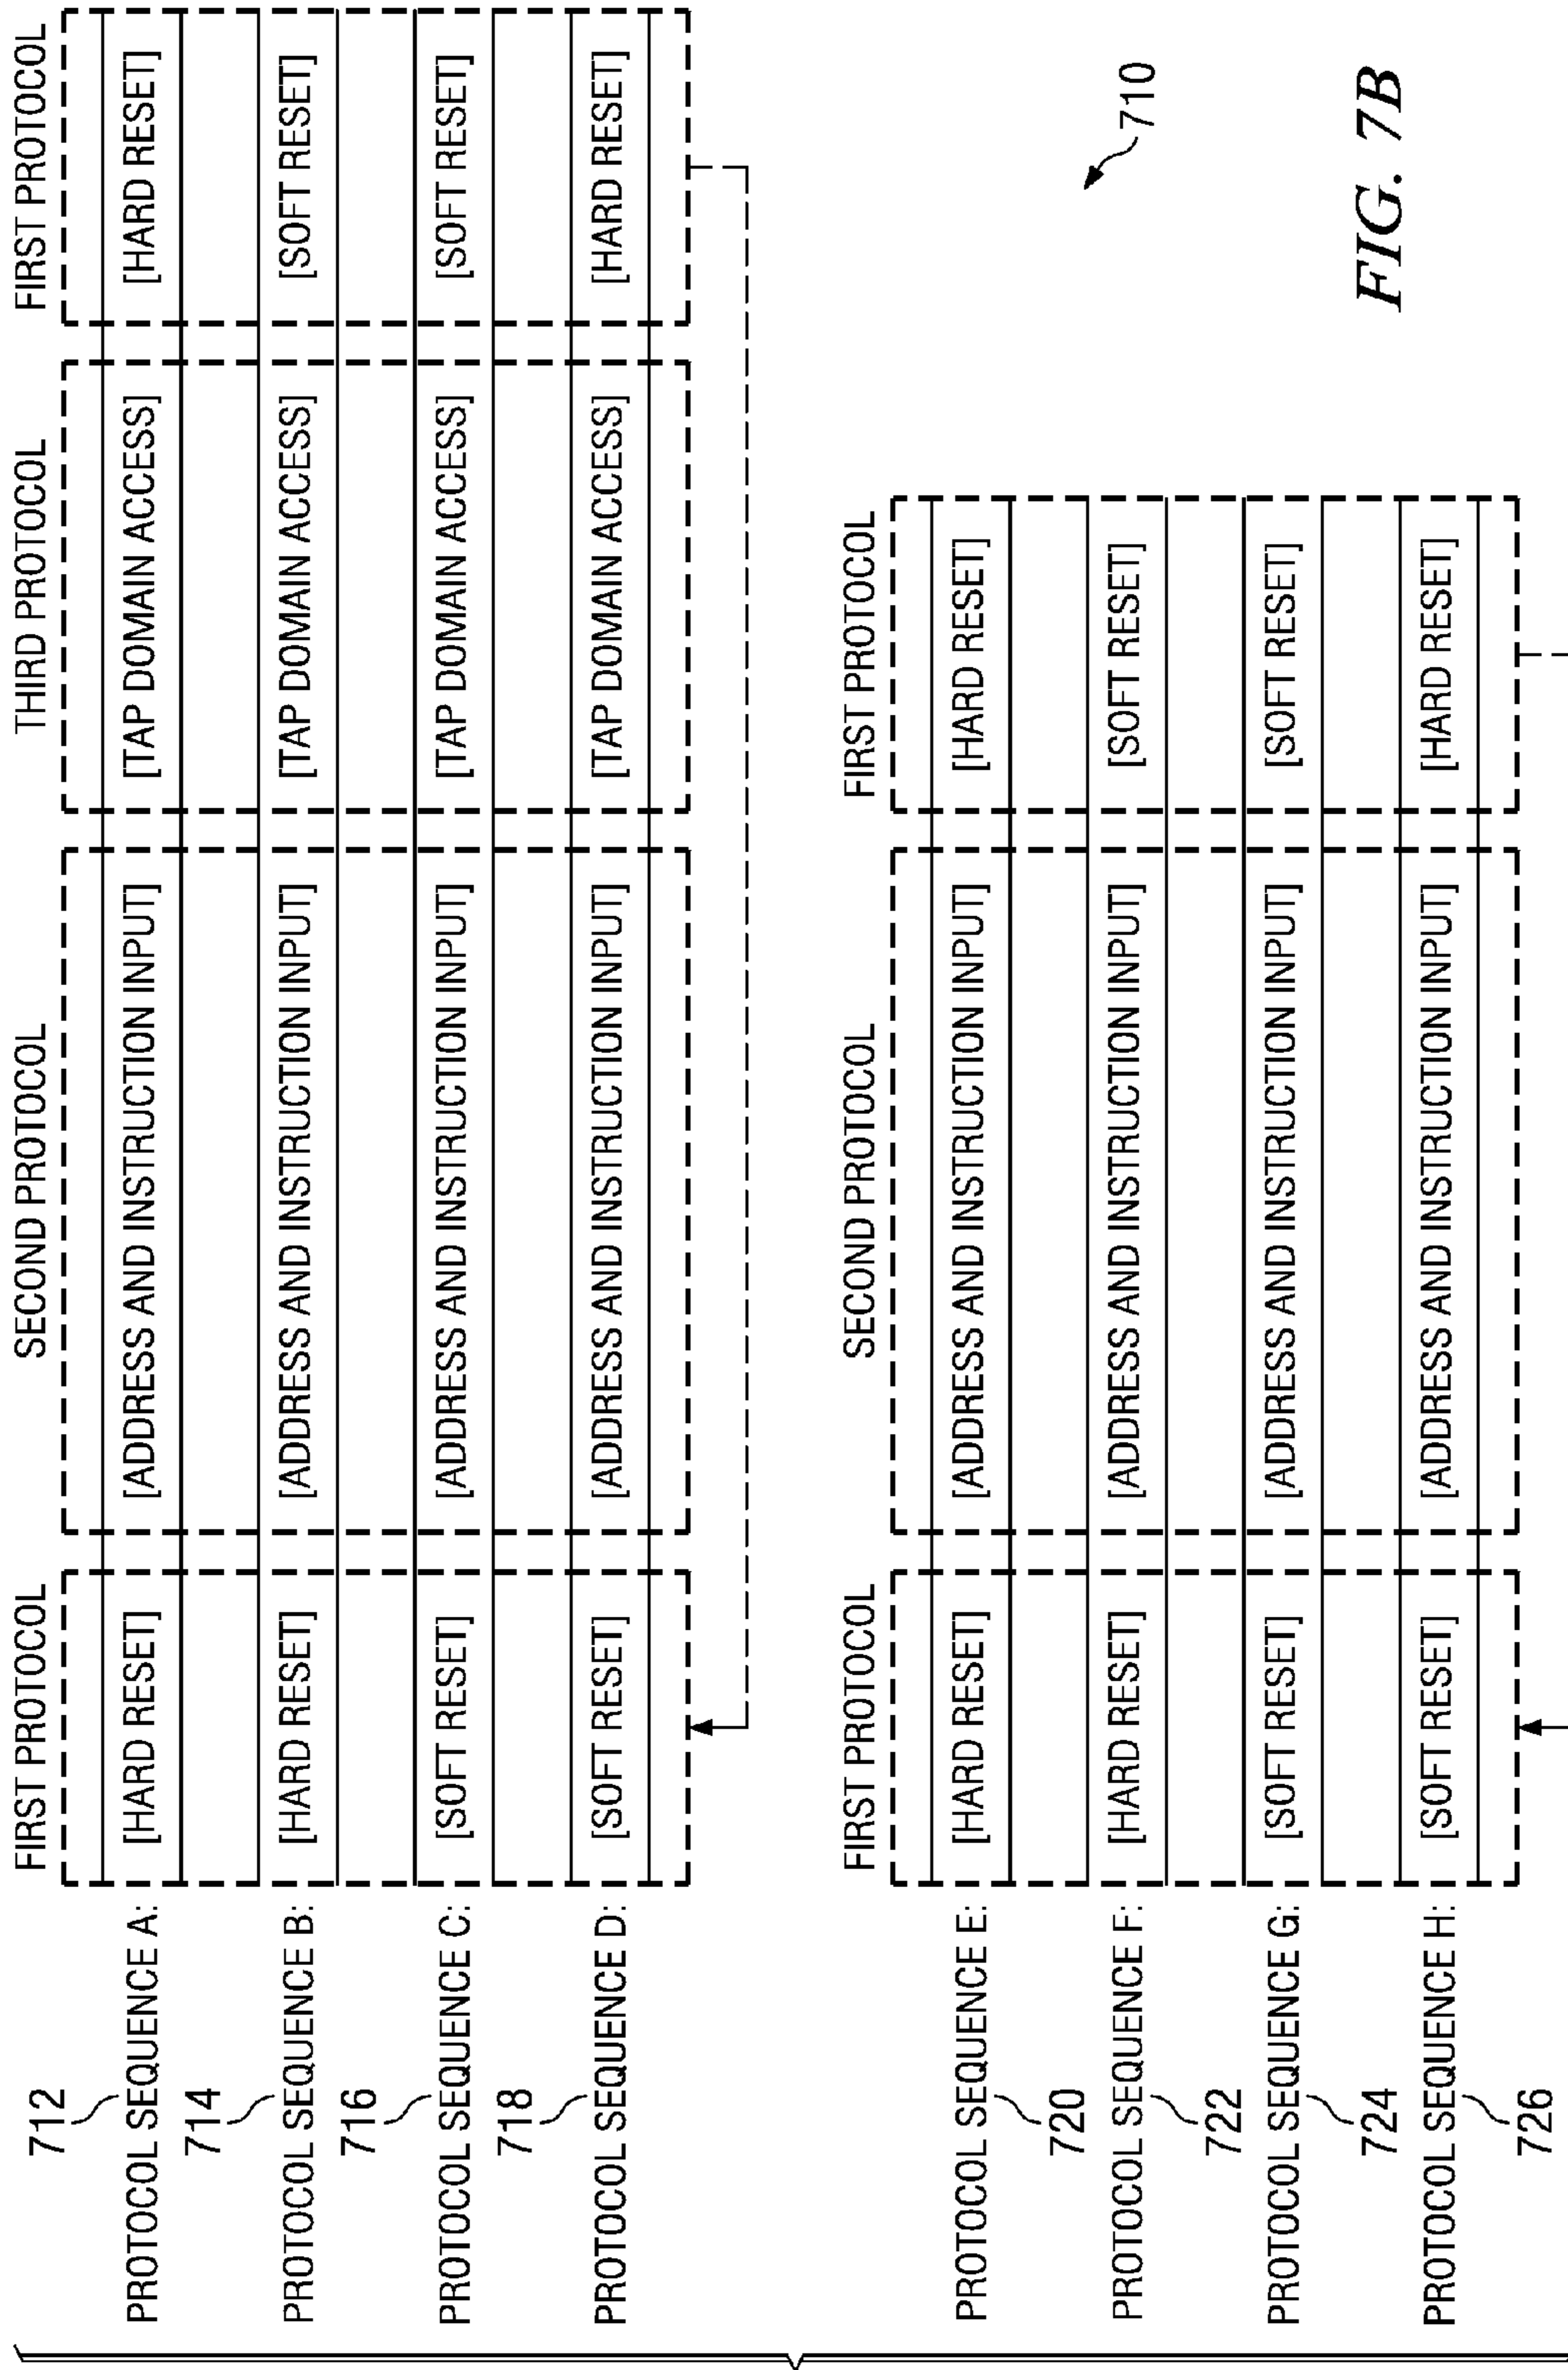 FIRST PROTOCOL SECOND PROTOCOL THIRD PROTOCOL FIRST PROTOCOL
712
PROTOCOL SEQUENCE A: [HARD RESET] [ADDRESS AND INSTRUCTION INPUT] [TAP DOMAIN ACCESS] [HARD RESET]
714
PROTOCOL SEQUENCE B: [HARD RESET] [ADDRESS AND INSTRUCTION INPUT] [TAP DOMAIN ACCESS] [SOFT RESET]
716
PROTOCOL SEQUENCE C: [SOFT RESET] [ADDRESS AND INSTRUCTION INPUT] [TAP DOMAIN ACCESS] [SOFT RESET]
718
PROTOCOL SEQUENCE D: [SOFT RESET] [ADDRESS AND INSTRUCTION INPUT] [TAP DOMAIN ACCESS] [HARD RESET]
FIRST PROTOCOL SECOND PROTOCOL FIRST PROTOCOL
PROTOCOL SEQUENCE E: [HARD RESET] [ADDRESS AND INSTRUCTION INPUT] [HARD RESET]
720
PROTOCOL SEQUENCE F: [HARD RESET] [ADDRESS AND INSTRUCTION INPUT] [SOFT RESET]
722
PROTOCOL SEQUENCE G: [SOFT RESET] [ADDRESS AND INSTRUCTION INPUT] [SOFT RESET]
724
PROTOCOL SEQUENCE H: [SOFT RESET] [ADDRESS AND INSTRUCTION INPUT] [HARD RESET]
726
710
FIG. 7B